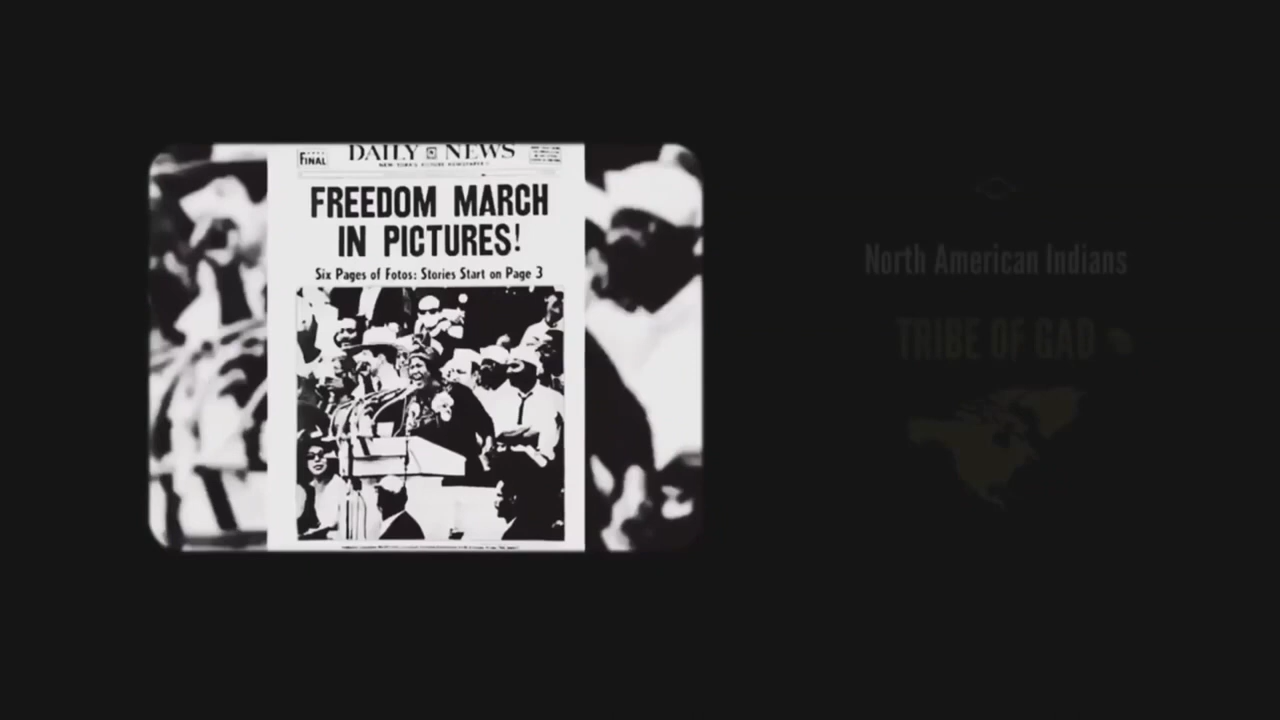 FINAL
DAILY NEWS
FREEDOM MARCH
IN PICTURES!
Six Pages of Fotos: Stories Start on Page 3
North American Indians
TRIBE OF GAD